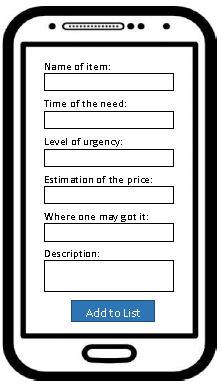 Name of item:
Time of the need:
Level of urgency:
Estimation of the price:
Where one may got it:
Description:
Add to List